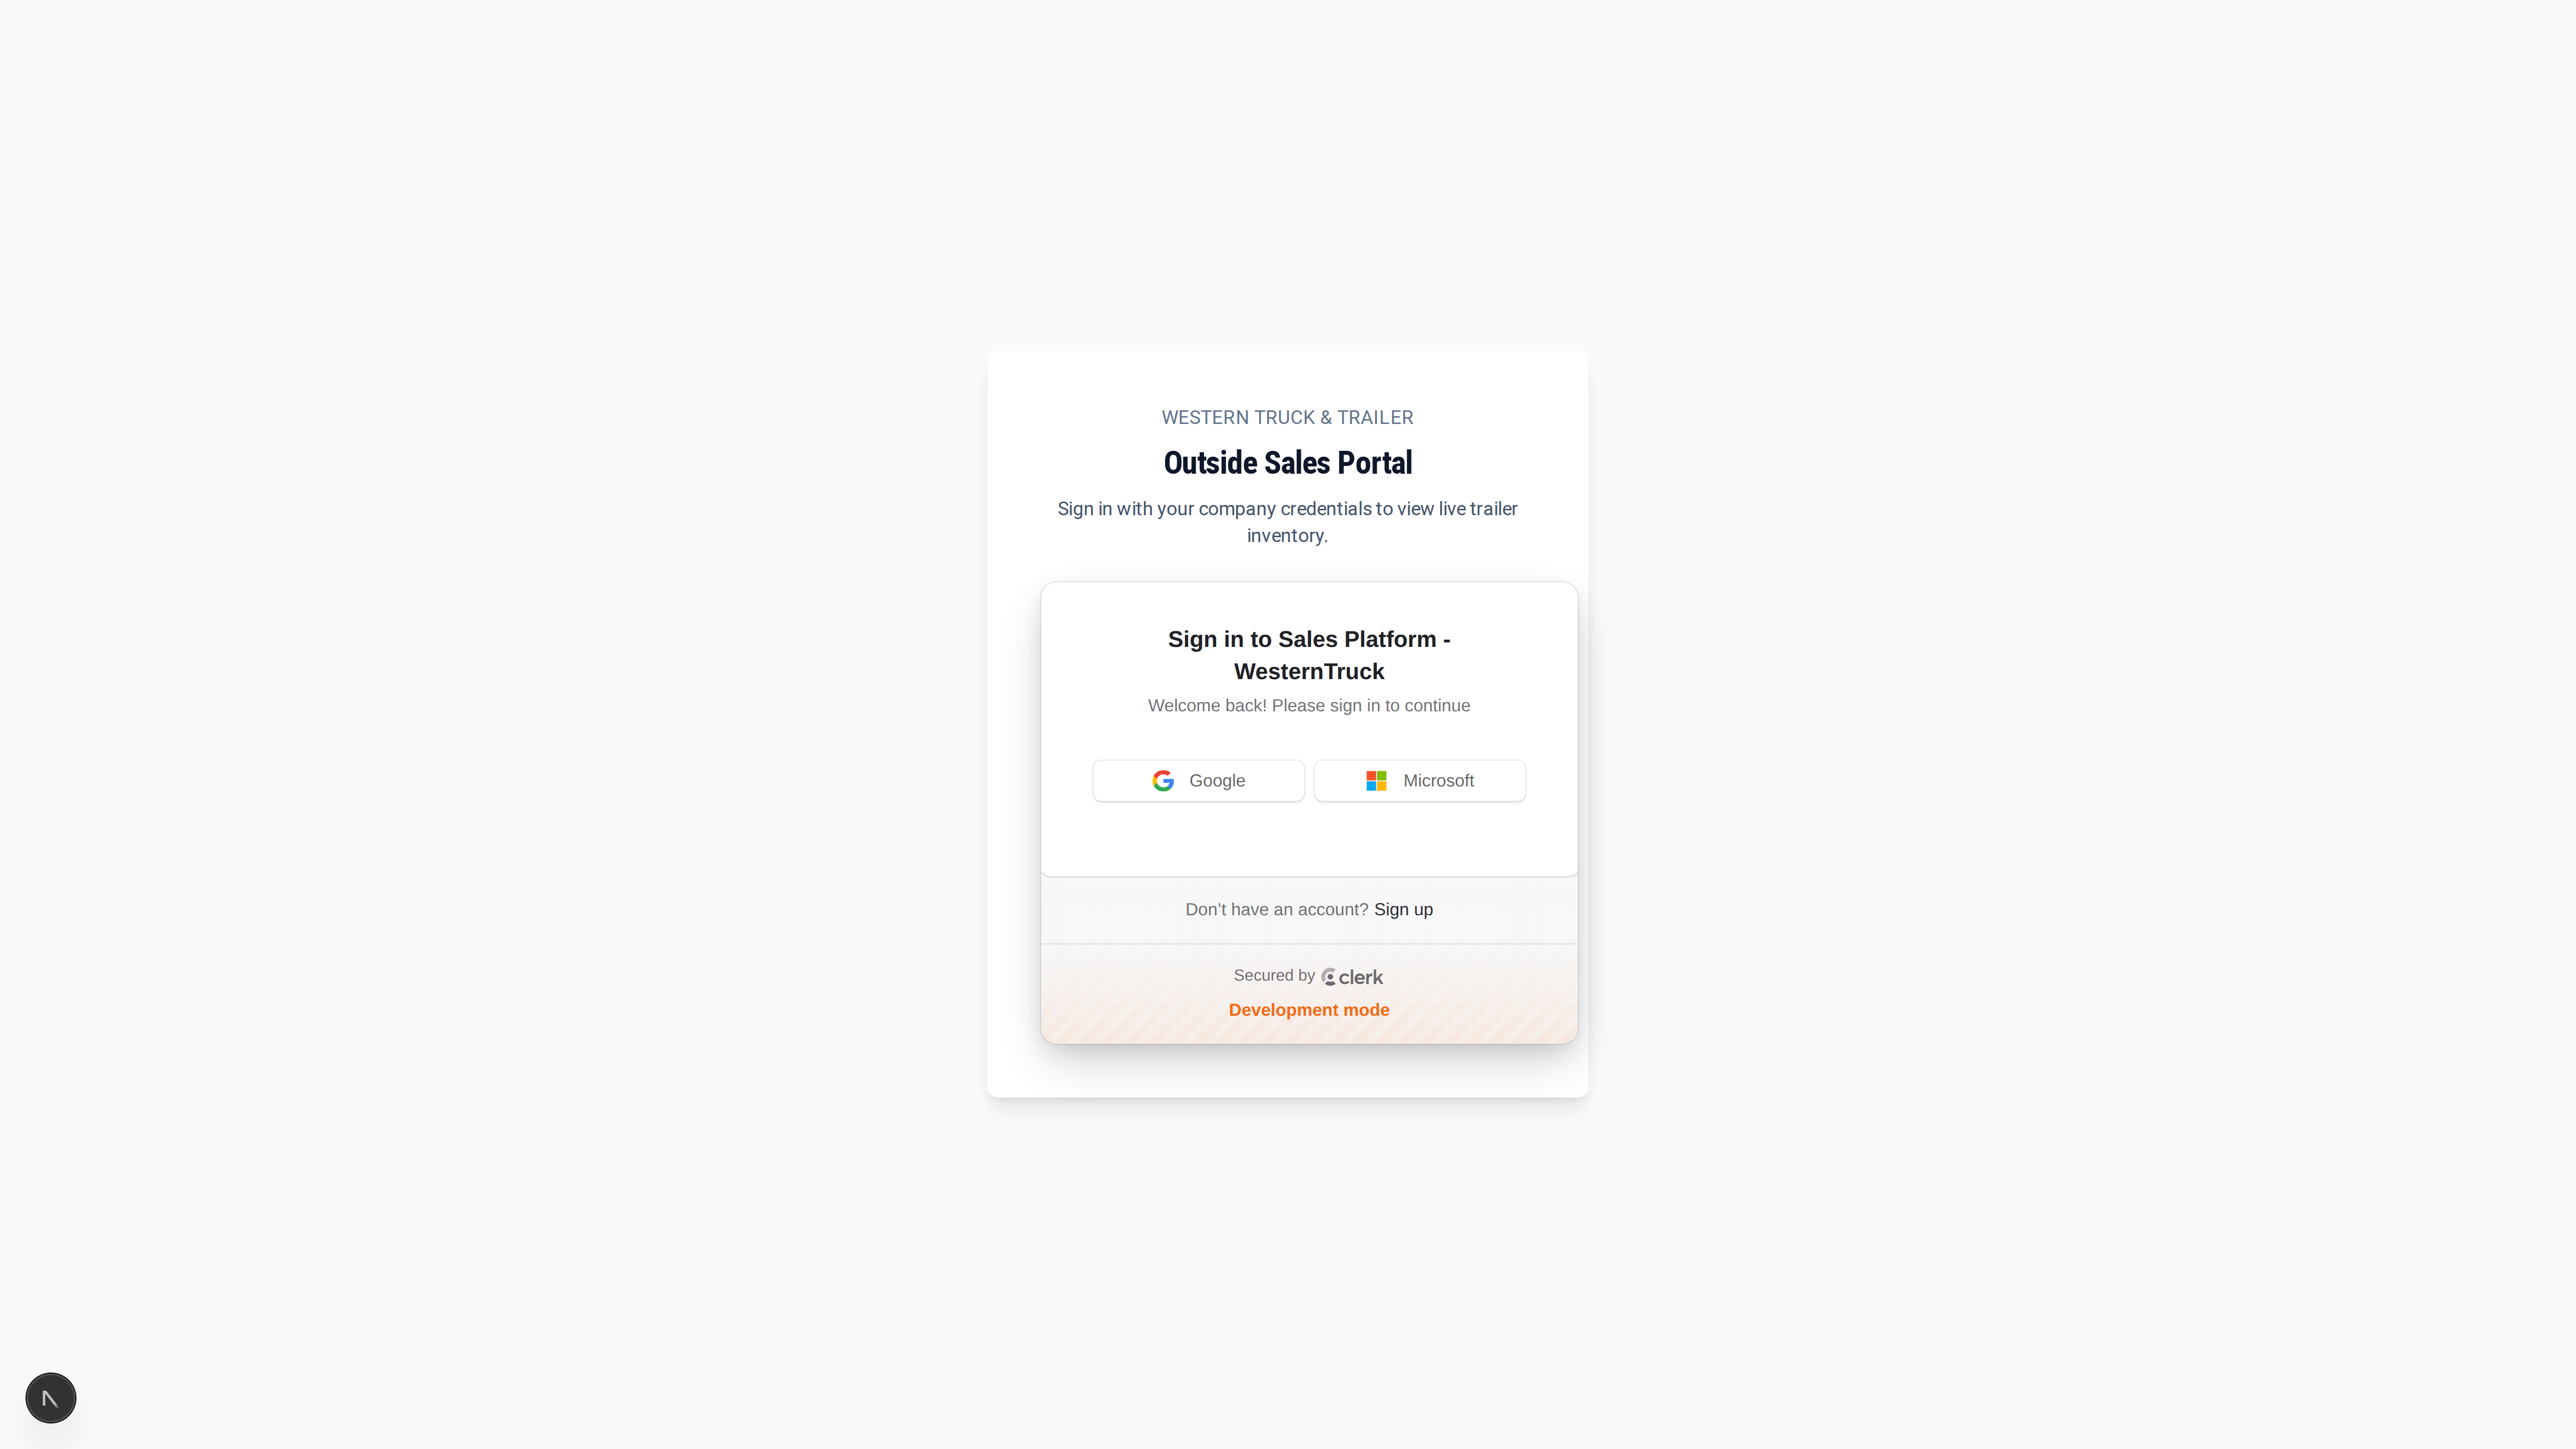 WESTERN TRUCK & TRAILER
Outside Sales Portal
Sign in with your company credentials to view live trailer
inventory.
Sign in to Sales Platform -
WesternTruck
Welcome back! Please sign in to continue
Google
Microsoft
Don't have an account? Sign up
Secured by clerk
Development mode